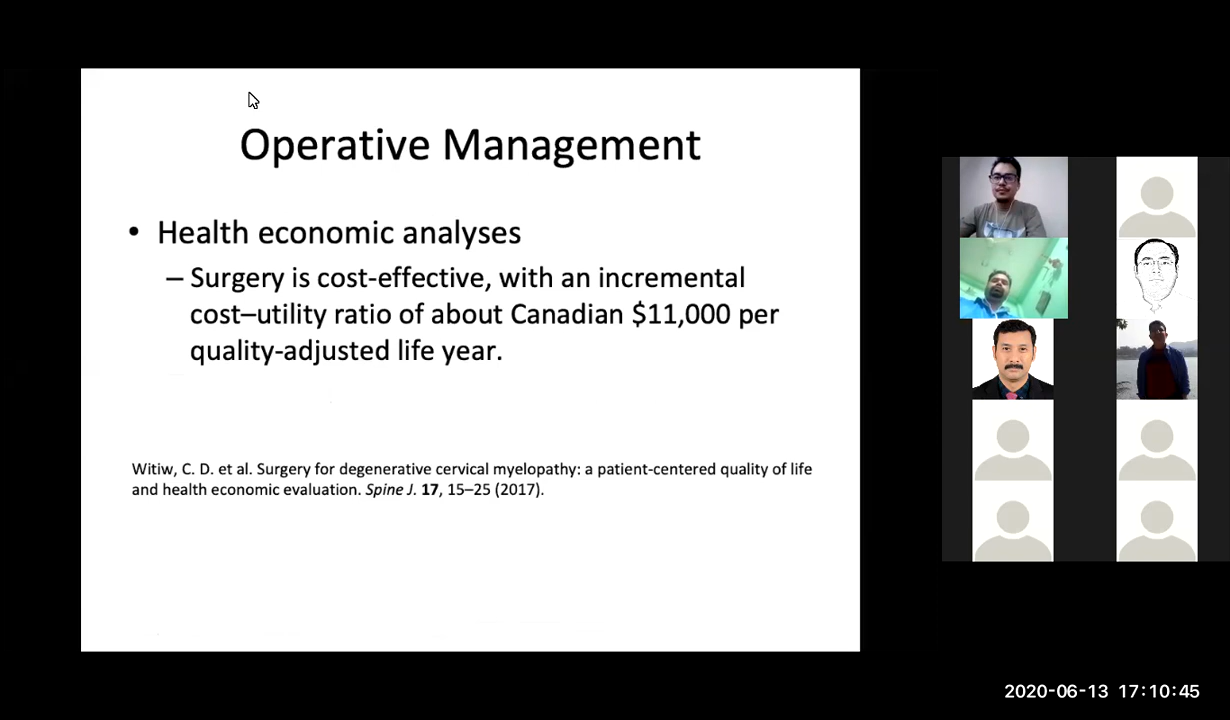 Operative Management
• Health economic analyses
– Surgery is cost-effective, with an incremental
cost–utility ratio of about Canadian $11,000 per
quality-adjusted life year.
Witiw, C. D. et al. Surgery for degenerative cervical myelopathy: a patient-centered quality of life
and health economic evaluation. Spine J. 17, 15–25 (2017).
2020-06-13 17:10:45